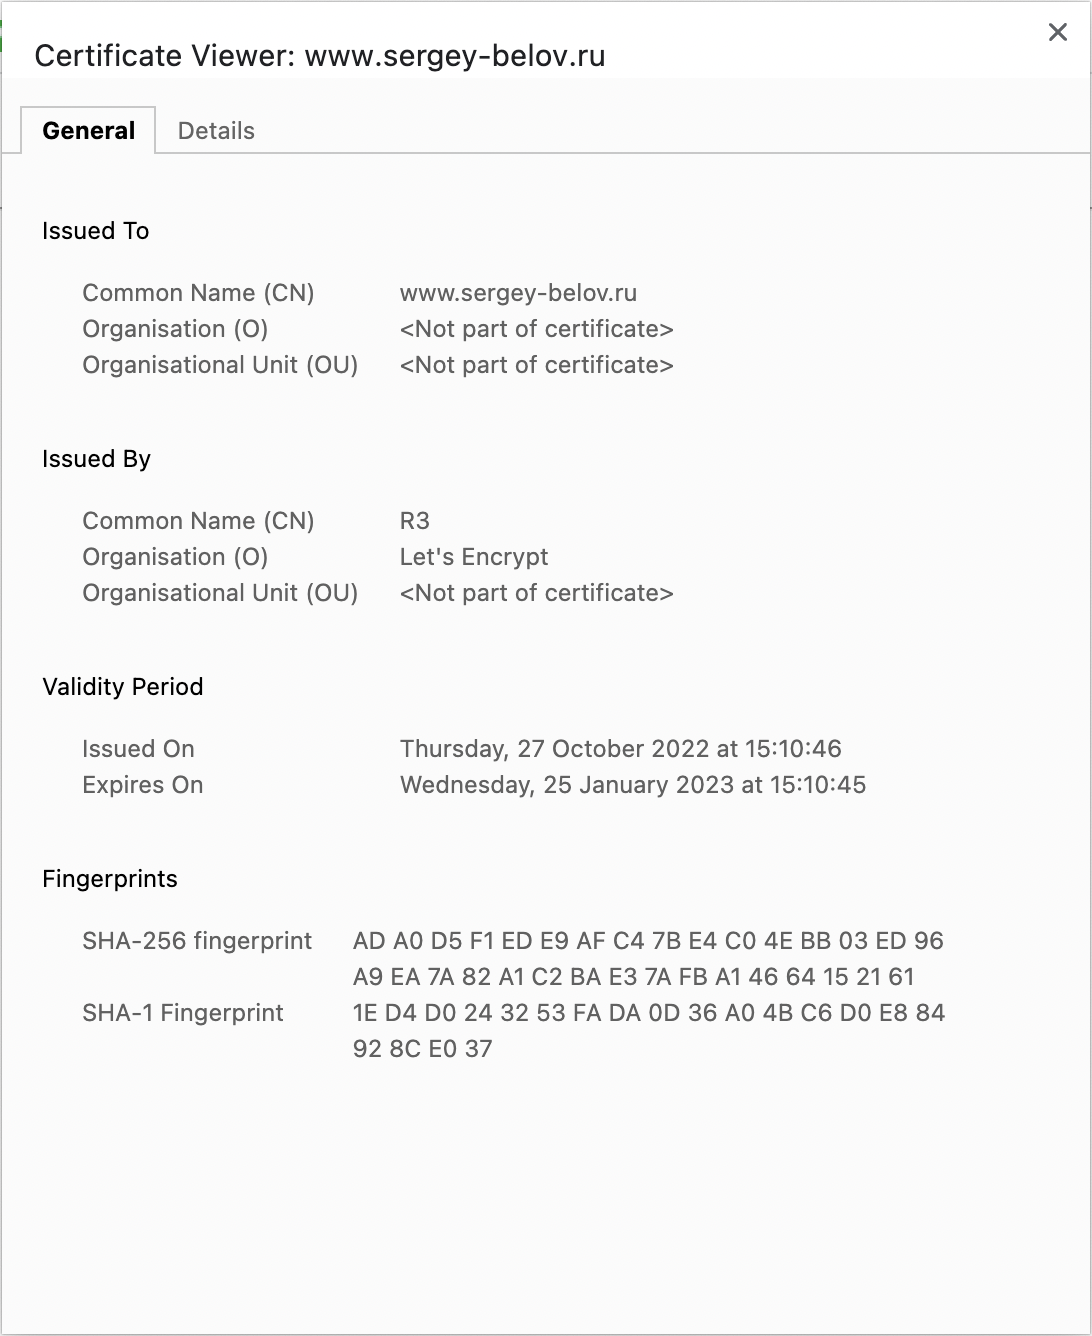 Certificate Viewer: www.sergey-belov.ru
General Details
Issued To
Common Name (CN) www.sergey-belov.ru
Organisation (O) <Not part of certificate>
Organisational Unit (OU) <Not part of certificate>
Issued By
Common Name (CN) R3
Organisation (O) Let's Encrypt
Organisational Unit (OU) <Not part of certificate>
Validity Period
Issued On Thursday, 27 October 2022 at 15:10:46
Expires On Wednesday, 25 January 2023 at 15:10:45
Fingerprints
SHA-256 fingerprint AD A0 D5 F1 ED E9 AF C4 7B E4 C0 4E BB 03 ED 96
A9 EA 7A 82 A1 C2 BA E3 7A FB A1 46 64 15 21 61
SHA-1 Fingerprint 1E D4 D0 24 32 53 FA DA 0D 36 A0 4B C6 D0 E8 84
92 8C E0 37